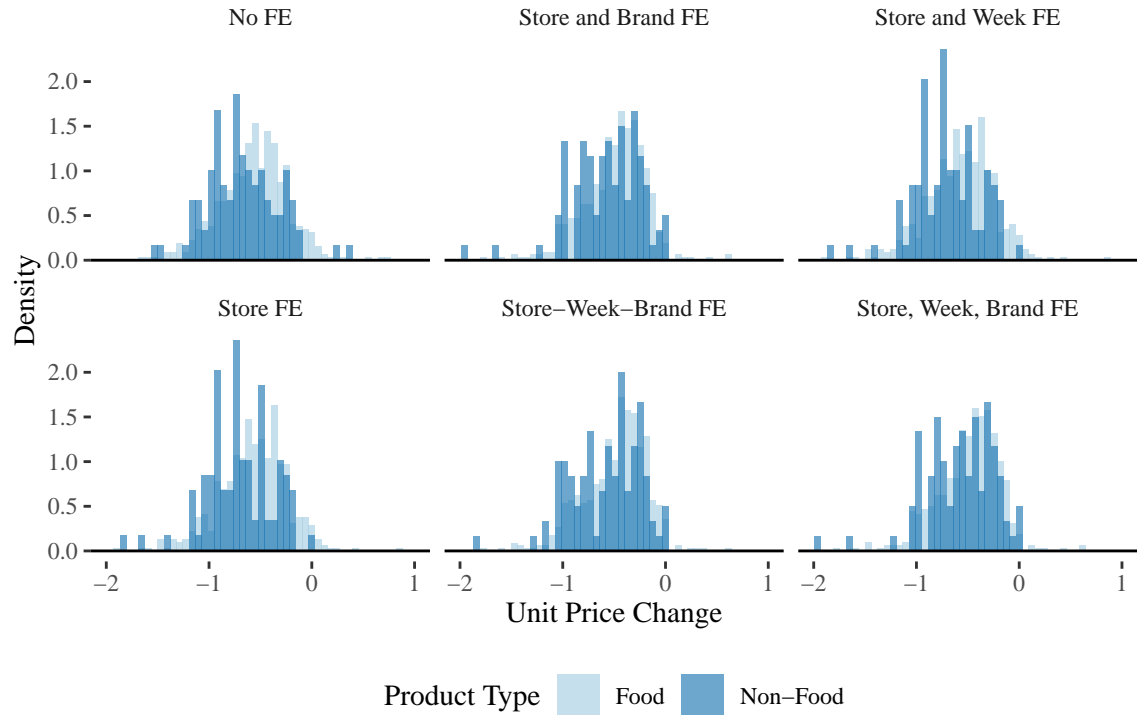 No FE
Store and Brand FE
Store and Week FE
2.0
1.5
1.0
0.5
0.0
Density
Store FE
Store−Week−Brand FE
Store, Week, Brand FE
2.0
1.5
1.0
0.5
0.0
−2 −1 0 1
−2 −1 0 1
−2 −1 0 1
Unit Price Change
Product Type Food Non−Food